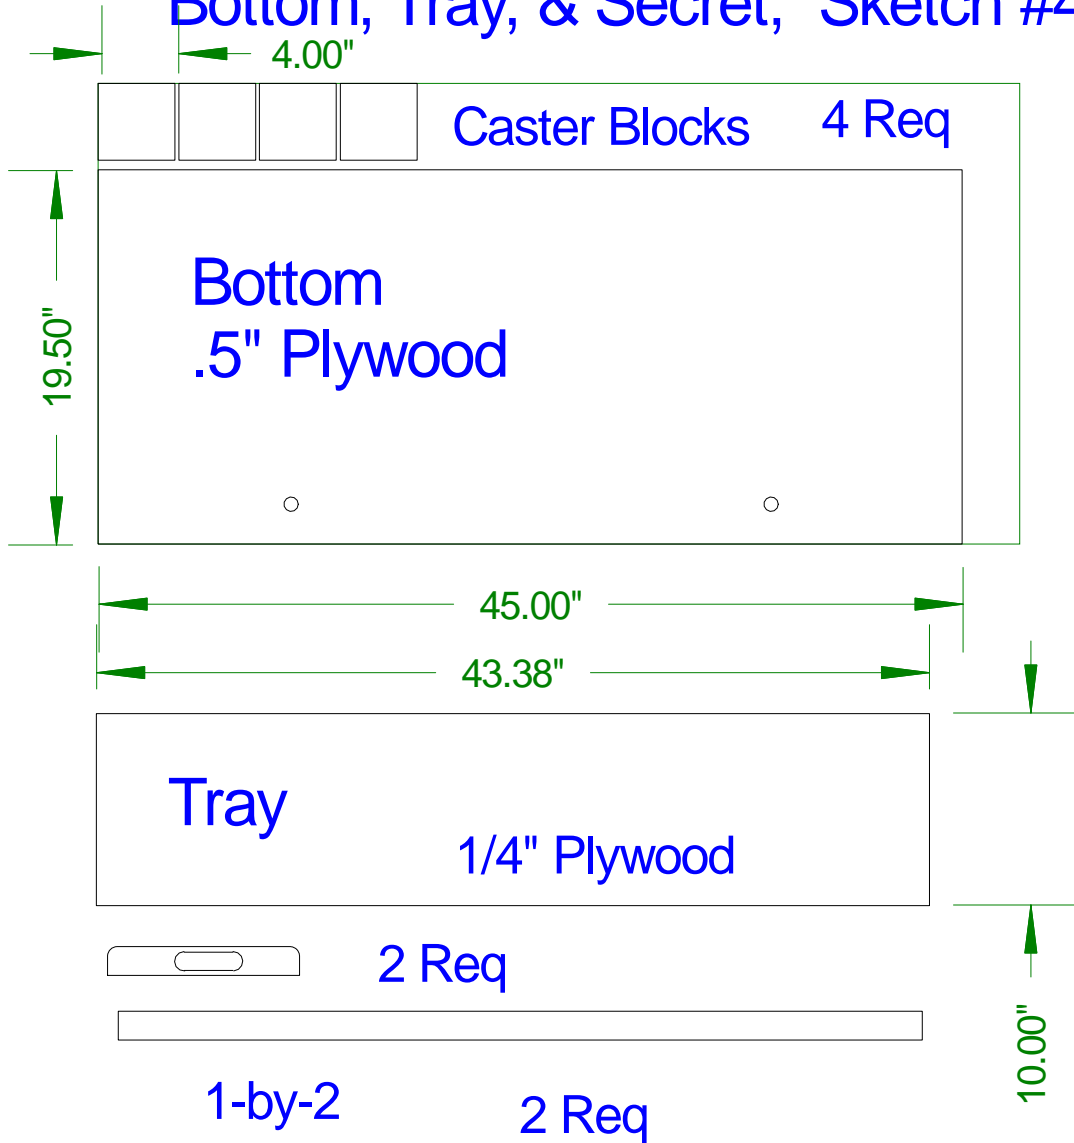 Bottom, Tray, & Secret, Sketch #4
4.00"
Caster Blocks 4 Req
19.50"
Bottom
.5" Plywood
45.00"
43.38"
Tray
1/4" Plywood
2 Req
10.00"
1-by-2
2 Req